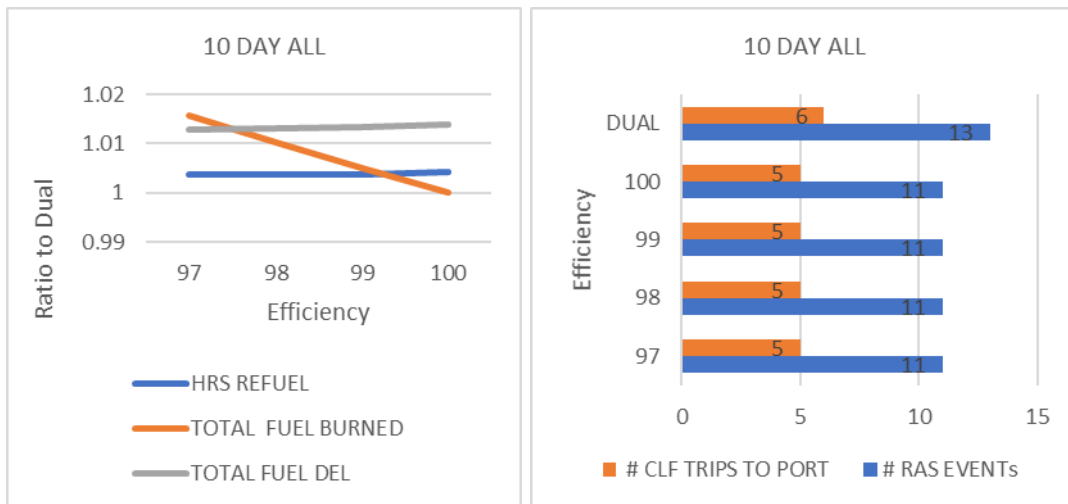 10 DAY ALL
Ratio to Dual
1.02
1.01
1
0.99
97 98 99 100
Efficiency
HRS REFUEL
TOTAL  FUEL BURNED
TOTAL FUEL DEL
10 DAY ALL
Efficiency
DUAL 6
13
100 5
11
99 5
11
98 5
11
97 5
11
0 5 10 15
# CLF TRIPS TO PORT # RAS EVENTs